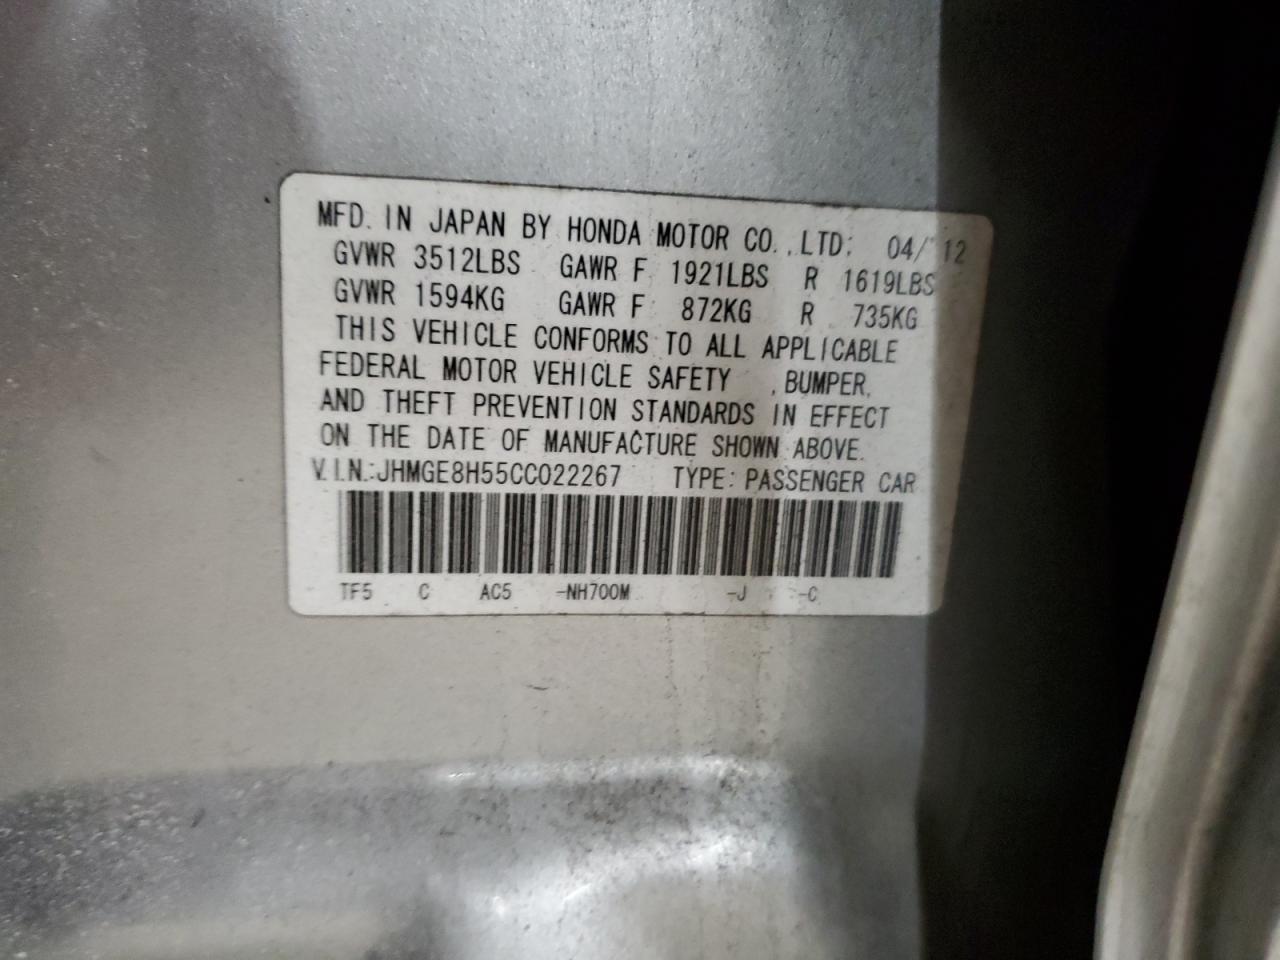 MFD. IN JAPAN BY HONDA MOTOR CO.,LTD. 04/12
GVWR 3512LBS GAWR F 1921LBS R 1619LBS
GVWR 1594KG GAWR F 872KG R 735KG
THIS VEHICLE CONFORMS TO ALL APPLICABLE
FEDERAL MOTOR VEHICLE SAFETY ,BUMPER,
AND THEFT PREVENTION STANDARDS IN EFFECT
ON THE DATE OF MANUFACTURE SHOWN ABOVE.
V.I.N.:JHMGE8H55CC022267 TYPE: PASSENGER CAR
TF5 C AC5 -NH700M -J -C